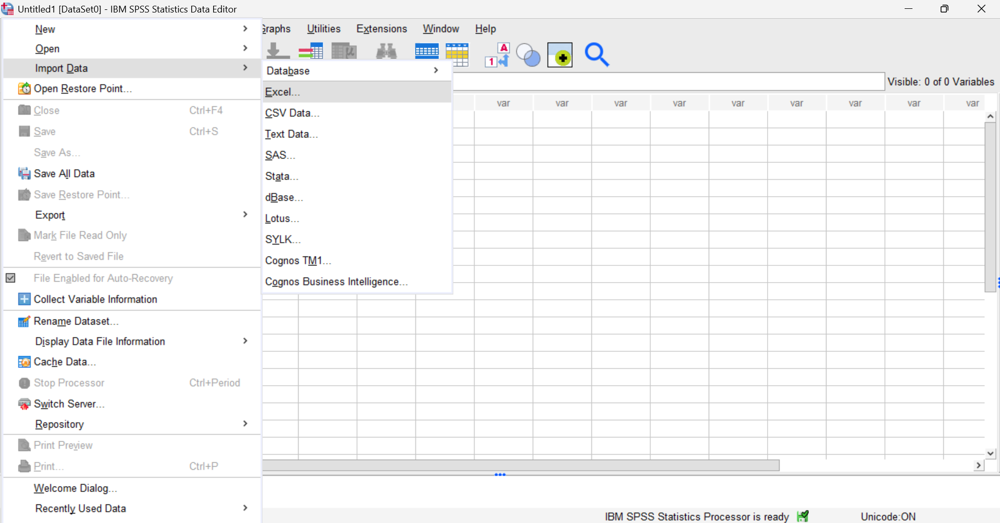 Untitled1 [DataSet0] - IBM SPSS Statistics Data Editor
Graphs Utilities Extensions Window Help
New
Open
Import Data
Open Restore Point...
Close Ctrl+F4
Save Ctrl+S
Save As...
Save All Data
Save Restore Point...
Export
Mark File Read Only
Revert to Saved File
File Enabled for Auto-Recovery
Collect Variable Information
Rename Dataset...
Display Data File Information
Cache Data...
Stop Processor Ctrl+Period
Switch Server...
Repository
Print Preview
Print... Ctrl+P
Welcome Dialog...
Recently Used Data
Database
Excel...
CSV Data...
Text Data...
SAS...
Stata...
dBase...
Lotus...
SYLK...
Cognos TM1...
Cognos Business Intelligence...
μ
A
1
Visible: 0 of 0 Variables
var var var var var var var var var
IBM SPSS Statistics Processor is ready Unicode:ON